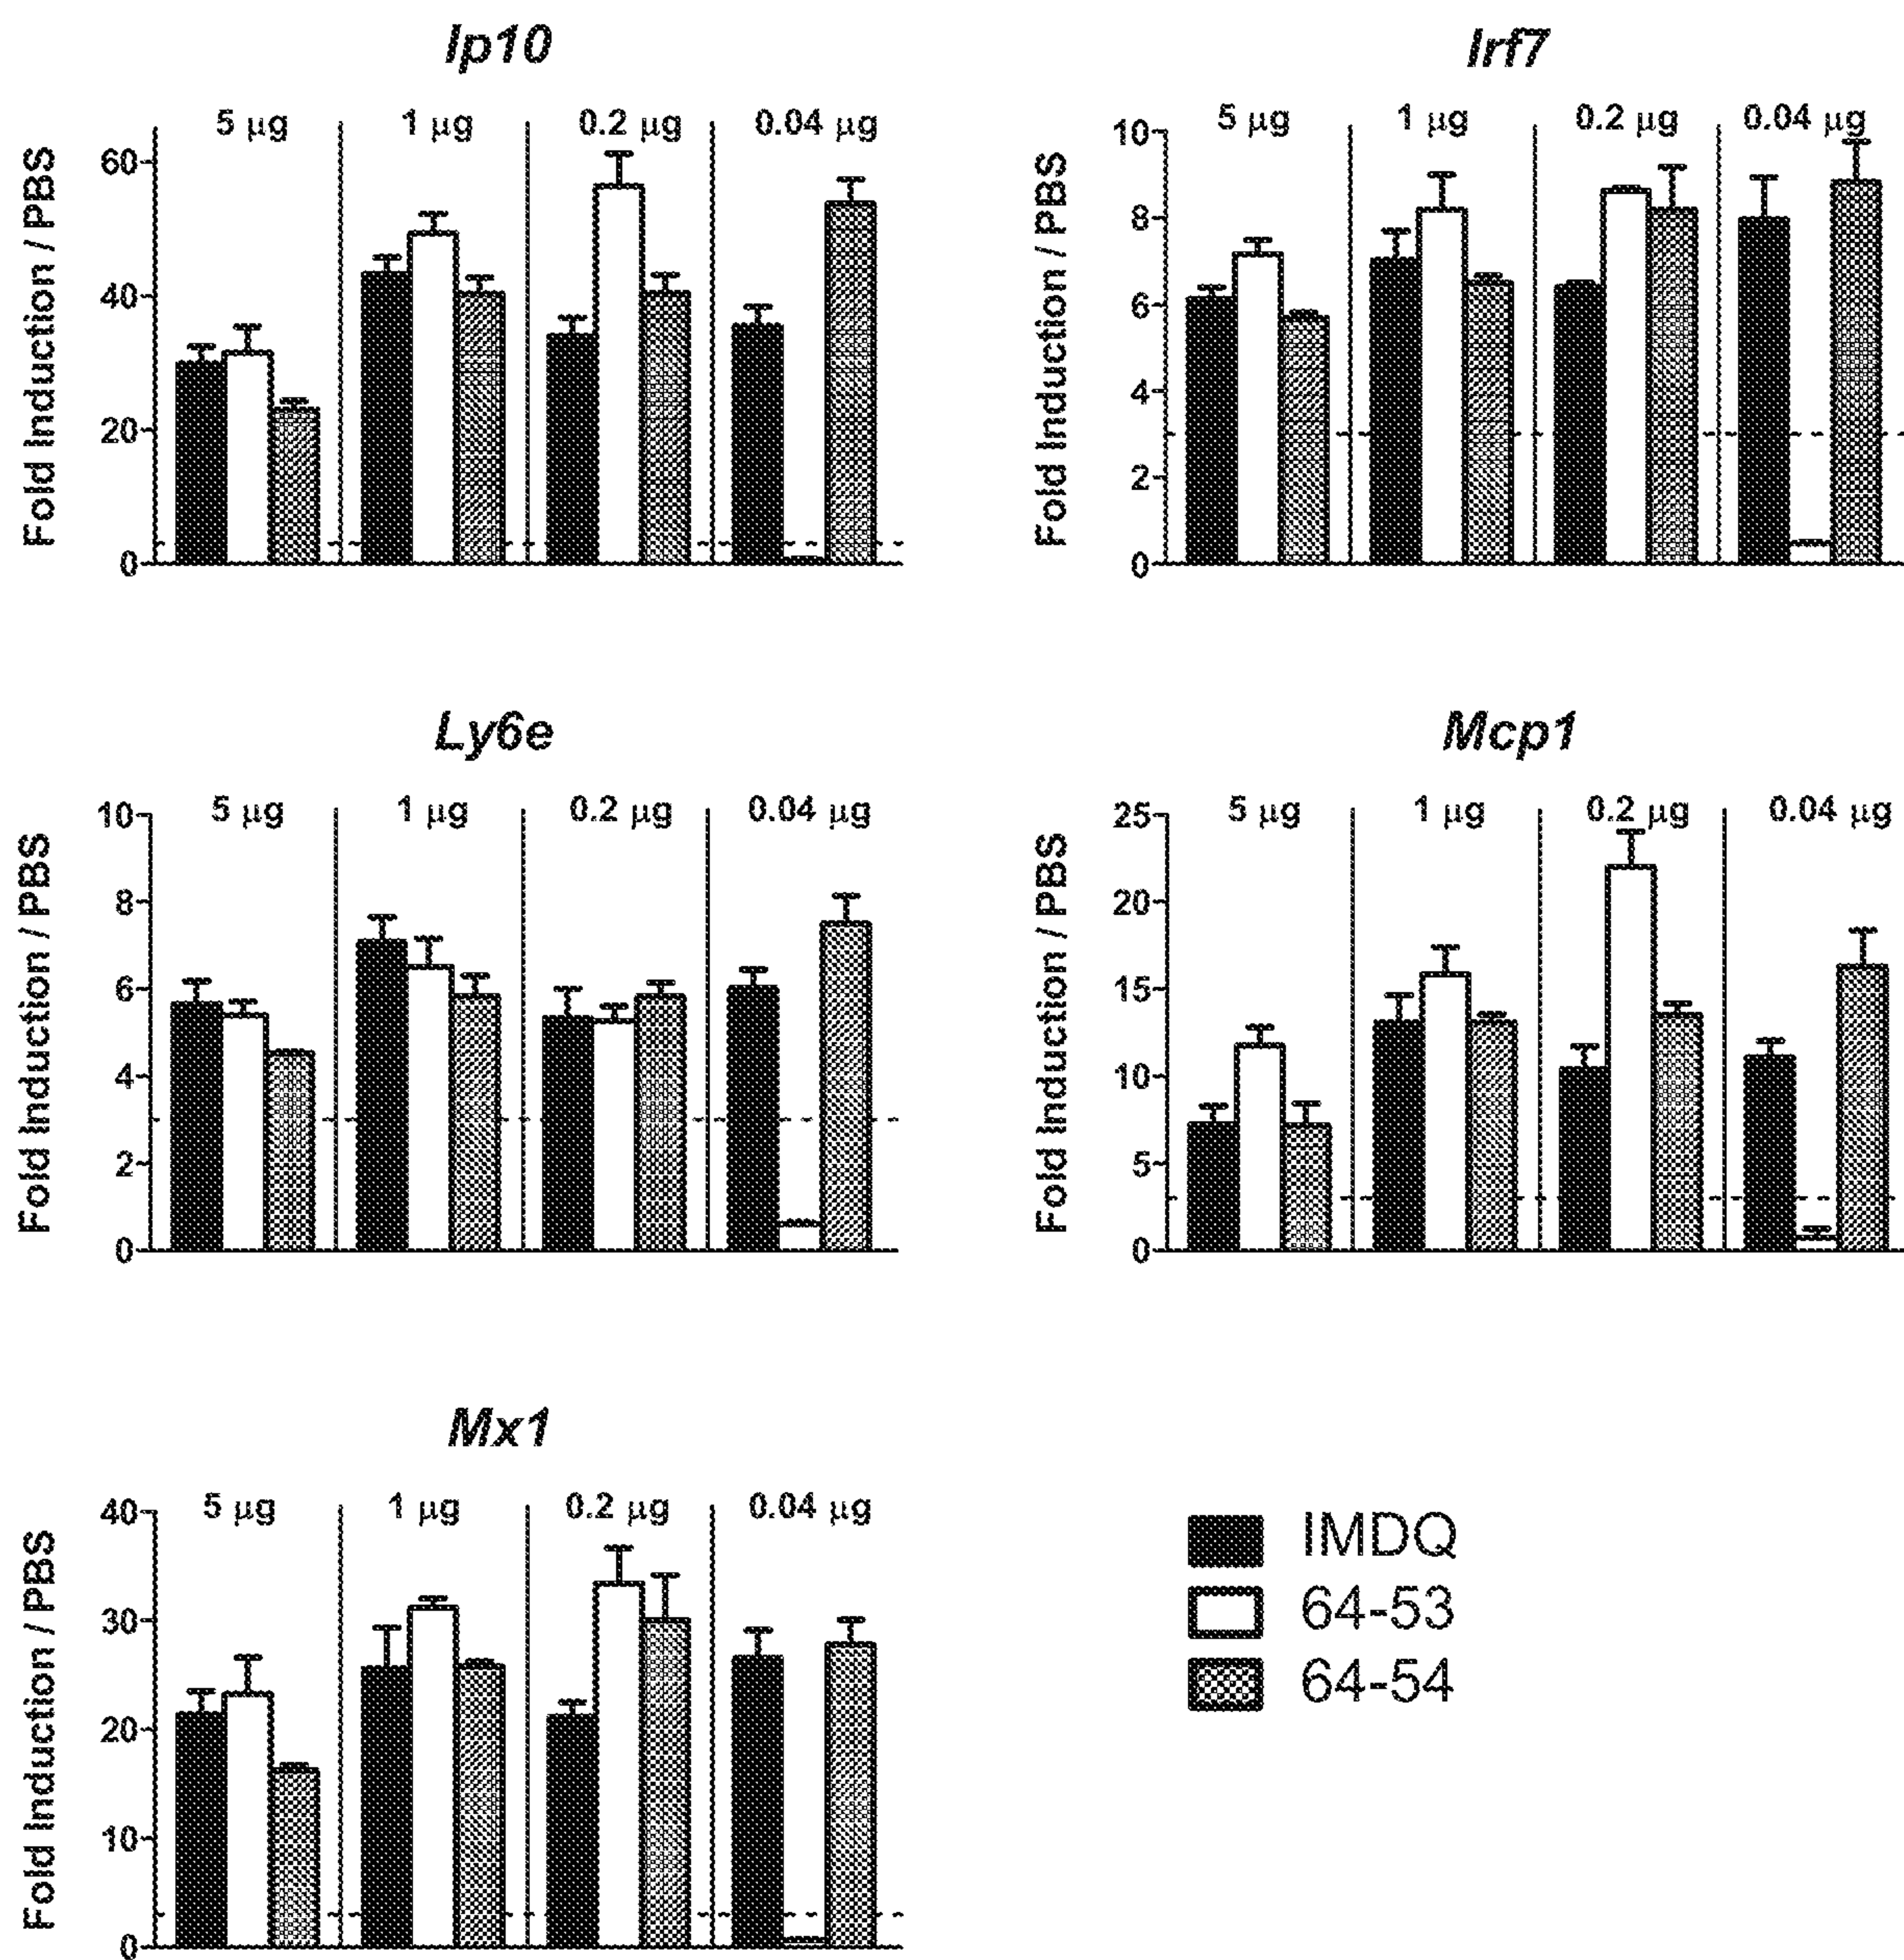 Ip10
5 µg 1 µg 0.2 µg 0.04 µg
Fold Induction / PBS
60
40
20
0
Irf7
5 µg 1 µg 0.2 µg 0.04 µg
Fold Induction / PBS
10
8
6
4
2
0
Ly6e
5 µg 1 µg 0.2 µg 0.04 µg
Fold Induction / PBS
10
8
6
4
2
0
Mcp1
5 µg 1 µg 0.2 µg 0.04 µg
Fold Induction / PBS
25
20
15
10
5
0
Mx1
5 µg 1 µg 0.2 µg 0.04 µg
Fold Induction / PBS
40
30
20
10
0
IMDQ
64-53
64-54